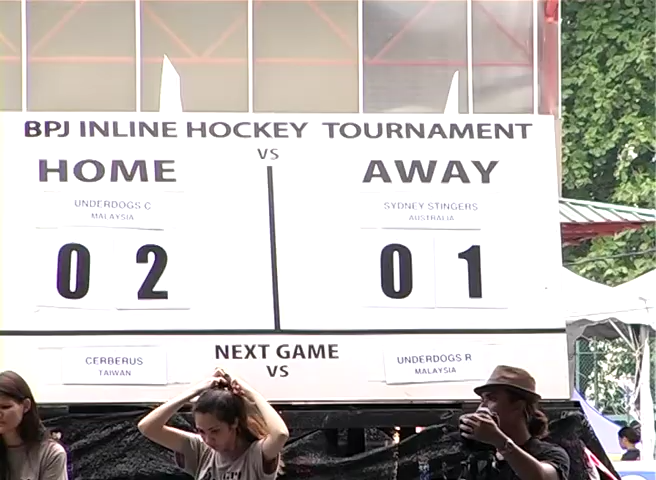 BPJ INLINE HOCKEY TOURNAMENT
VS
HOME
AWAY
UNDERDOGS C
MALAYSIA
SYDNEY STINGERS
AUSTRALIA
0 2
0 1
NEXT GAME
VS
CERBERUS
TAIWAN
UNDERDOGS R
MALAYSIA